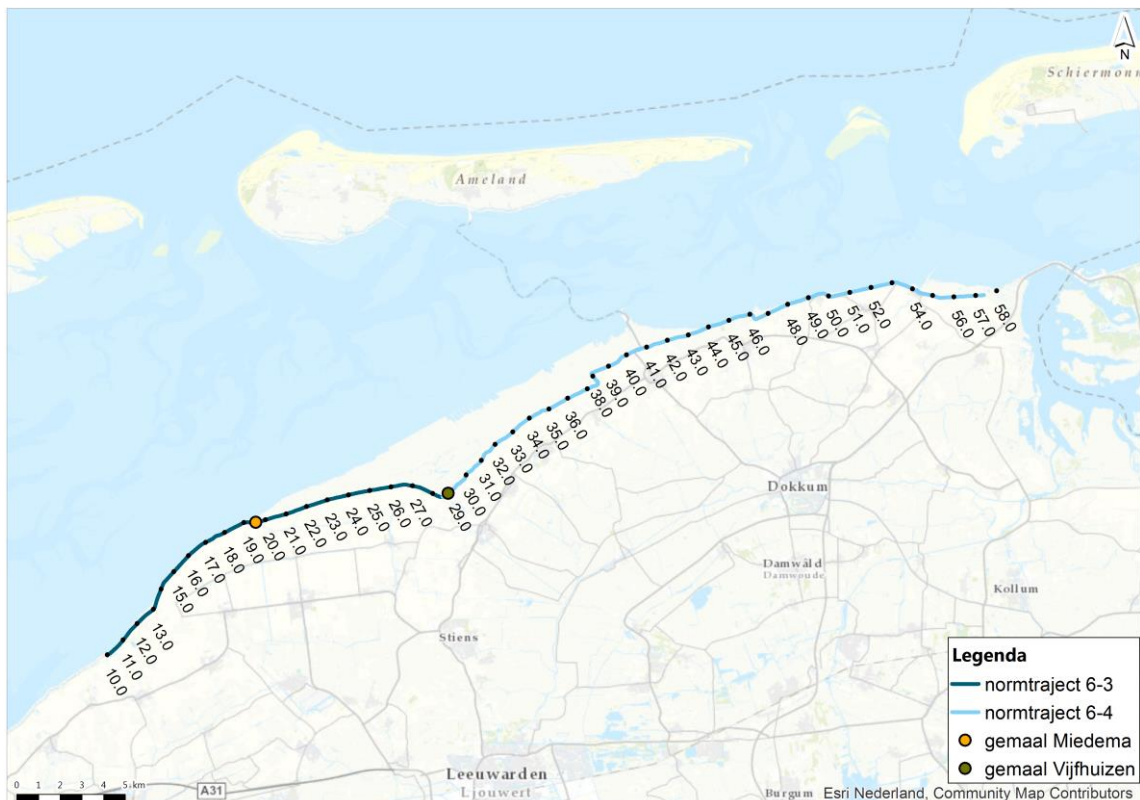 N
Schiermonn
Ameland
58.0
57.0
56.0
54.0
52.0
51.0
50.0
49.0
48.0
46.0
45.0
44.0
43.0
42.0
41.0
40.0
39.0
38.0
36.0
35.0
34.0
33.0
32.0
31.0
30.0
29.0
27.0
26.0
25.0
24.0
23.0
22.0
21.0
20.0
19.0
18.0
17.0
16.0
15.0
13.0
12.0
11.0
10.0
Dokkum
Damwâld
Damwoude
Kollum
Stiens
Leeuwarden
Ljouwert
Burgum
A31
0 1 2 3 4 5 km
Legenda
normtraject 6-3
normtraject 6-4
gemaal Miedema
gemaal Vijfhuizen
Esri Nederland, Community Map Contributors